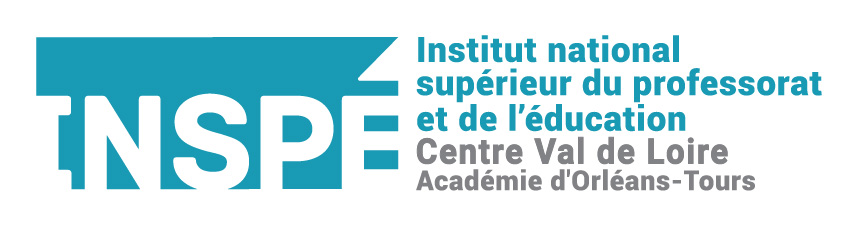 INSPÉ
Institut national
supérieur du professorat
et de l'éducation
Centre Val de Loire
Académie d'Orléans-Tours